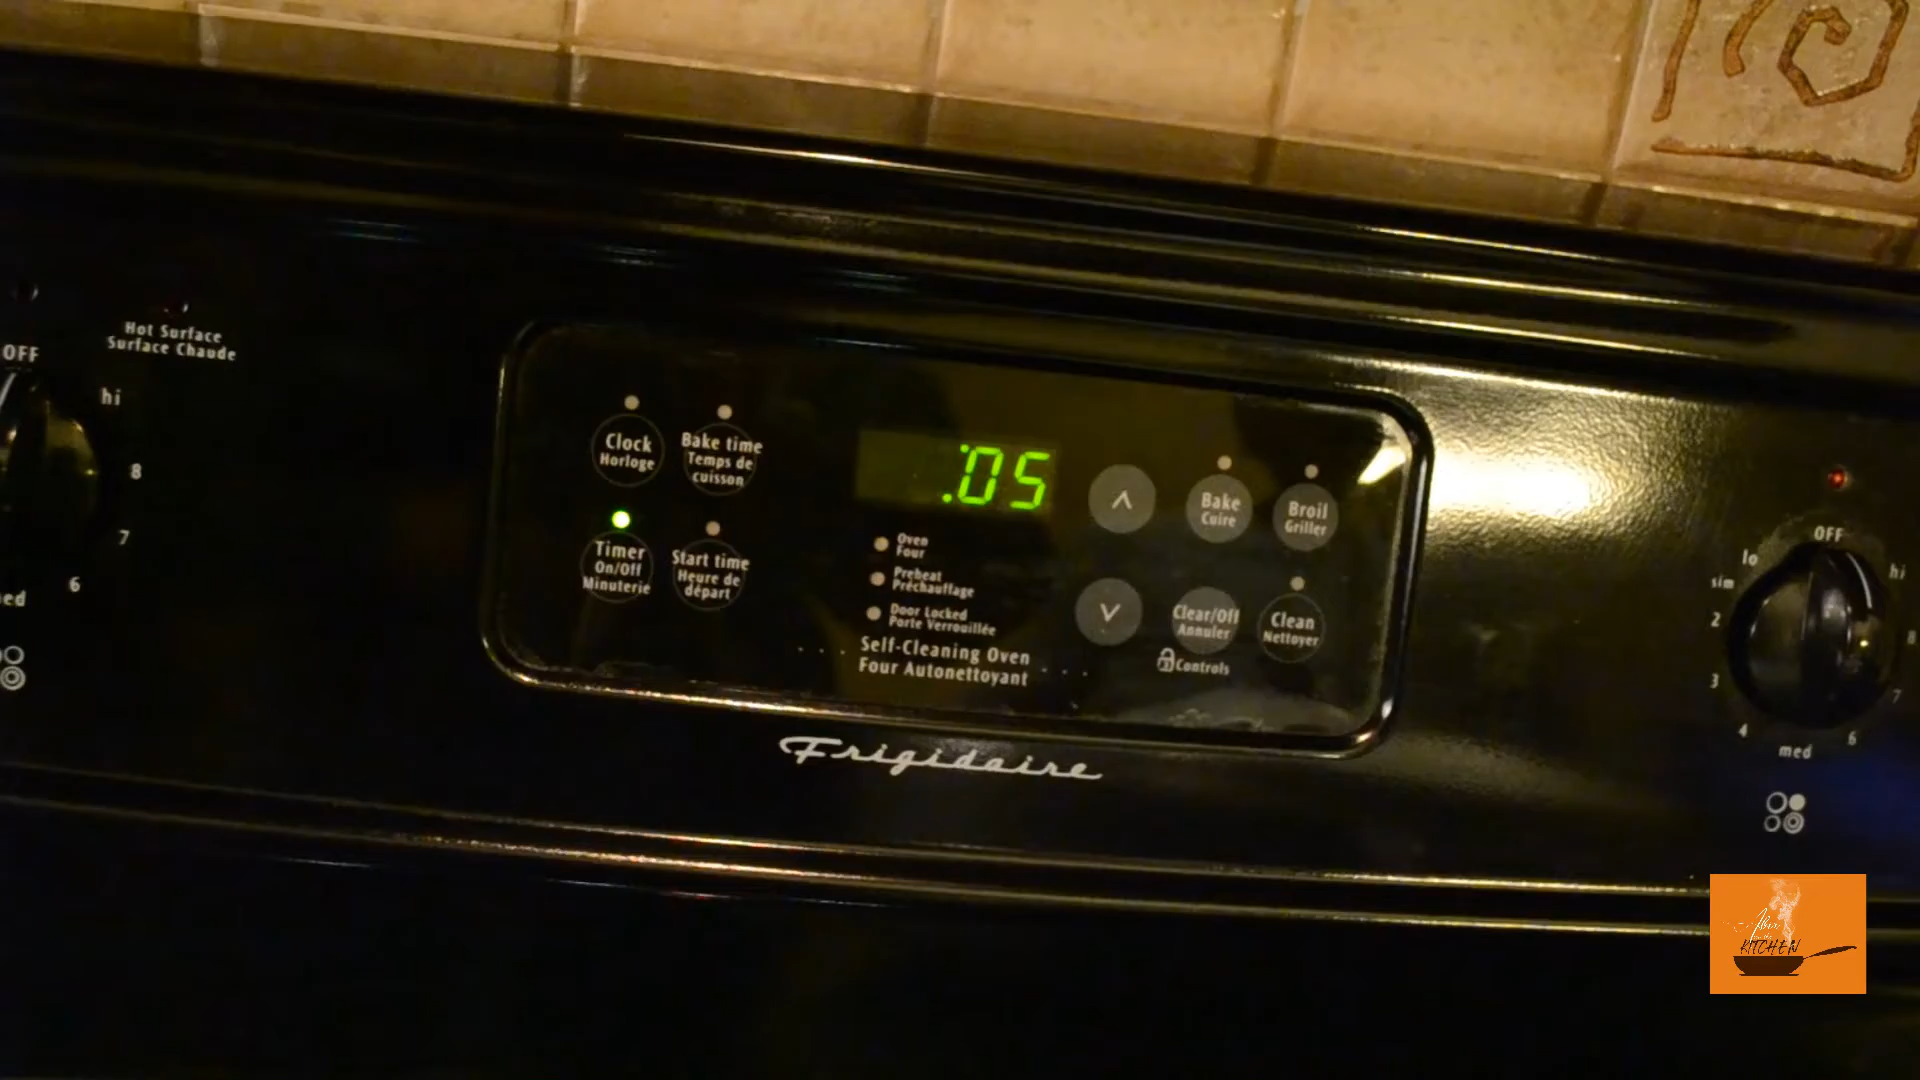 Hot Surface
Surface Chaude
OFF
hi
8
7
6
Clock
Horloge
Bake time
Temps de
cuisson
Timer
On/Off
Minuterie
Start time
Heure de
départ
.05
Oven
Four
Preheat
Préchauffage
Door Locked
Porte Verrouillée
Self-Cleaning Oven
Four Autonettoyant
Bake
Cuire
Broil
Griller
Clear/Off
Annuler
Controls
Clean
Nettoyer
Frigidaire
OFF
lo
hi
sim
2
8
3
7
4
6
med
KITCHEN